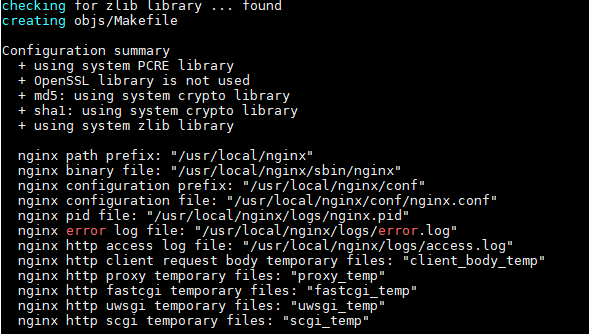 checking for zlib library ... found
creating objs/Makefile
Configuration summary
+ using system PCRE library
+ OpenSSL library is not used
+ md5: using system crypto library
+ sha1: using system crypto library
+ using system zlib library
nginx path prefix: "/usr/local/nginx"
nginx binary file: "/usr/local/nginx/sbin/nginx"
nginx configuration prefix: "/usr/local/nginx/conf"
nginx configuration file: "/usr/local/nginx/conf/nginx.conf"
nginx pid file: "/usr/local/nginx/logs/nginx.pid"
nginx error log file: "/usr/local/nginx/logs/error.log"
nginx http access log file: "/usr/local/nginx/logs/access.log"
nginx http client request body temporary files: "client_body_temp"
nginx http proxy temporary files: "proxy_temp"
nginx http fastcgi temporary files: "fastcgi_temp"
nginx http uwsgi temporary files: "uwsgi_temp"
nginx http scgi temporary files: "scgi_temp"